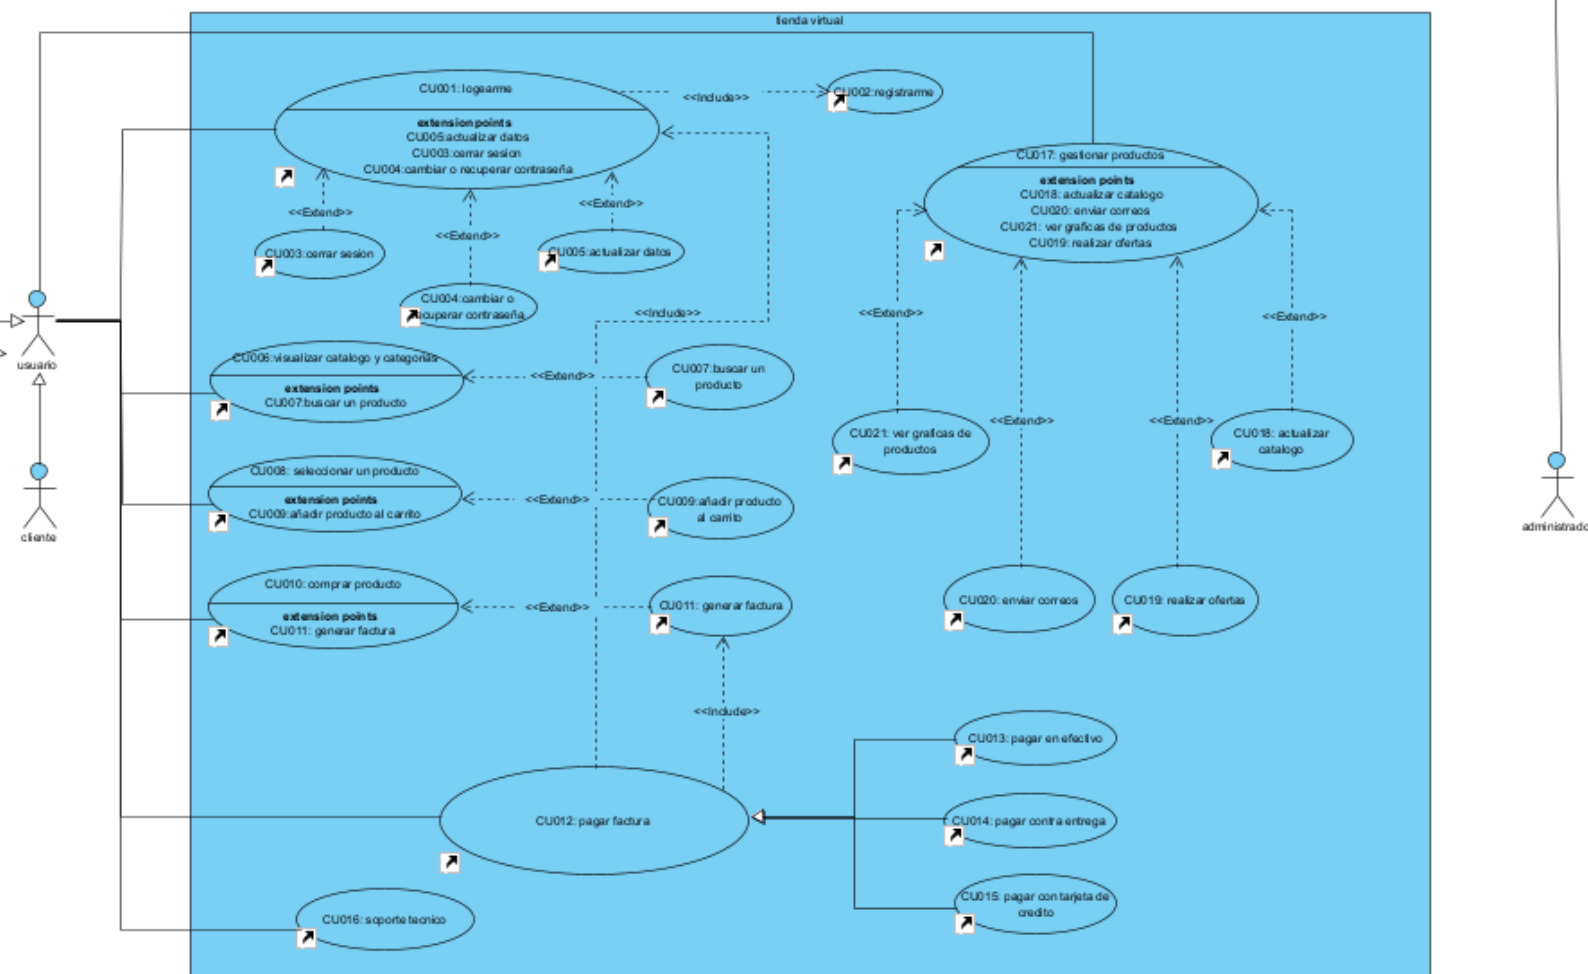 tienda virtual
CU001: logearme
extension points
CU005:actualizar datos
CU003:cerrar sesion
CU004:cambiar o recuperar contraseña
<<Include>>
CU002:registrarme
<<Extend>>
<<Extend>>
<<Extend>>
CU003:cerrar sesion
CU005:actualizar datos
CU004:cambiar o
recuperar contraseña
CU017: gestionar productos
extension points
CU018: actualizar catalogo
CU020: enviar correos
CU021: ver graficas de productos
CU019: realizar ofertas
<<Include>>
<<Extend>>
<<Extend>>
usuario
CU006:visualizar catalogo y categorias
extension points
CU007:buscar un producto
<<Extend>>
CU007:buscar un
producto
<<Extend>>
<<Extend>>
CU021: ver graficas de
productos
CU018: actualizar
catalogo
cliente
CU008: seleccionar un producto
extension points
CU009:añadir producto al carrito
<<Extend>>
CU009:añadir producto
al carrito
administrado
CU010: comprar producto
extension points
CU011: generar factura
<<Extend>>
CU011: generar factura
CU020: enviar correos
CU019: realizar ofertas
<<Include>>
CU013: pagar en efectivo
CU012: pagar factura
CU014: pagar contra entrega
CU015: pagar con tarjeta de
credito
CU016: soporte tecnico